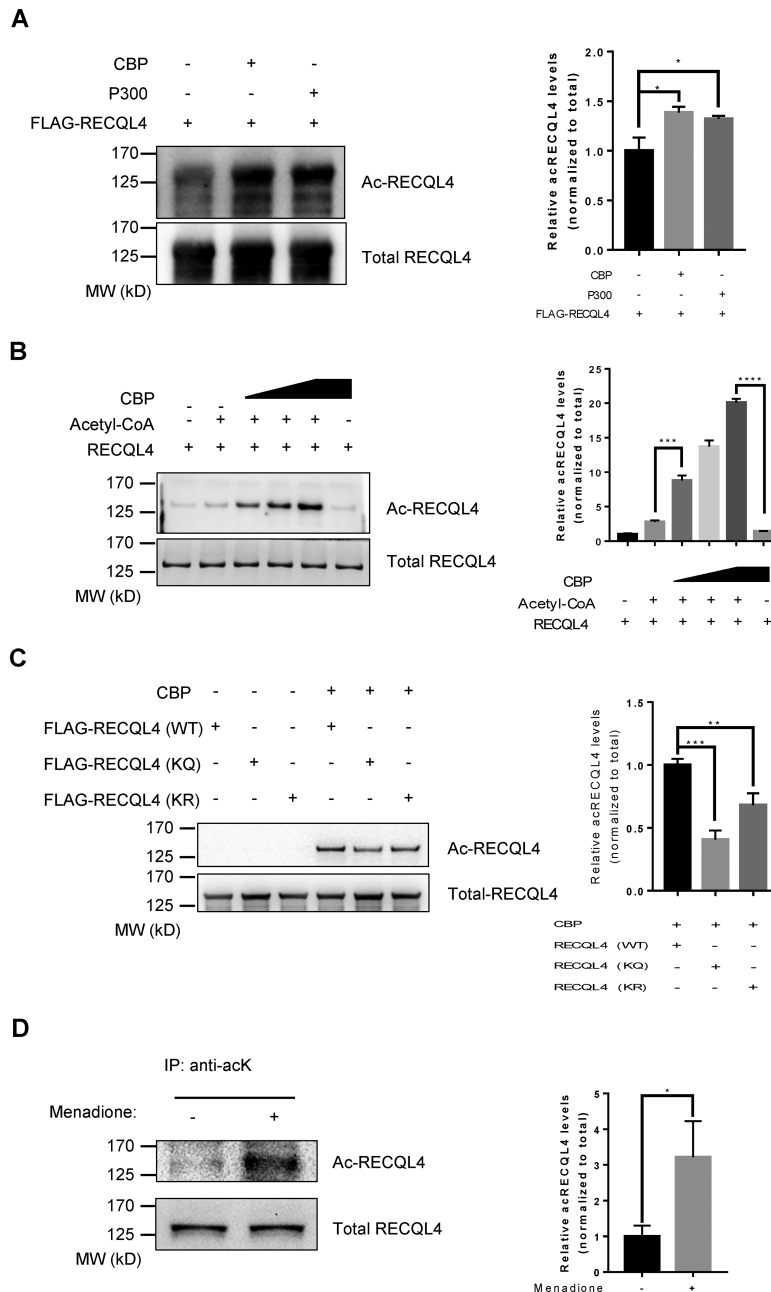 A
CBP - + -
P300 - - +
FLAG-RECQL4 + + +
170
125
Ac-RECQL4
170
125
Total RECQL4
MW (kD)
Relative acRECQL4 levels
(normalized to total)
2.0
1.5
1.0
0.5
0.0
*
*
CBP - + -
P300 - - +
FLAG-RECQL4 + + +
B
CBP - -
Acetyl-CoA - + + + + -
RECQL4 + + + + + +
170
125
Ac-RECQL4
170
125
Total RECQL4
MW (kD)
Relative acRECQL4 levels
(normalized to total)
25
20
15
10
5
0
***
****
CBP
Acetyl-CoA - + + + + -
RECQL4 + + + + + +
C
CBP - - - + + +
FLAG-RECQL4 (WT) + - - + - -
FLAG-RECQL4 (KQ) - + - - + -
FLAG-RECQL4 (KR) - - + - - +
170
125
Ac-RECQL4
170
125
Total-RECQL4
MW (kD)
Relative acRECQL4 levels
(normalized to total)
1.5
1.0
0.5
0.0
**
***
CBP + + +
RECQL4 (WT) + - -
RECQL4 (KQ) - + -
RECQL4 (KR) - - +
D
IP: anti-acK
Menadione: - +
170
125
Ac-RECQL4
170
125
Total RECQL4
MW (kD)
Relative acRECQL4 levels
(normalized to total)
5
4
3
2
1
0
*
Menadione - +